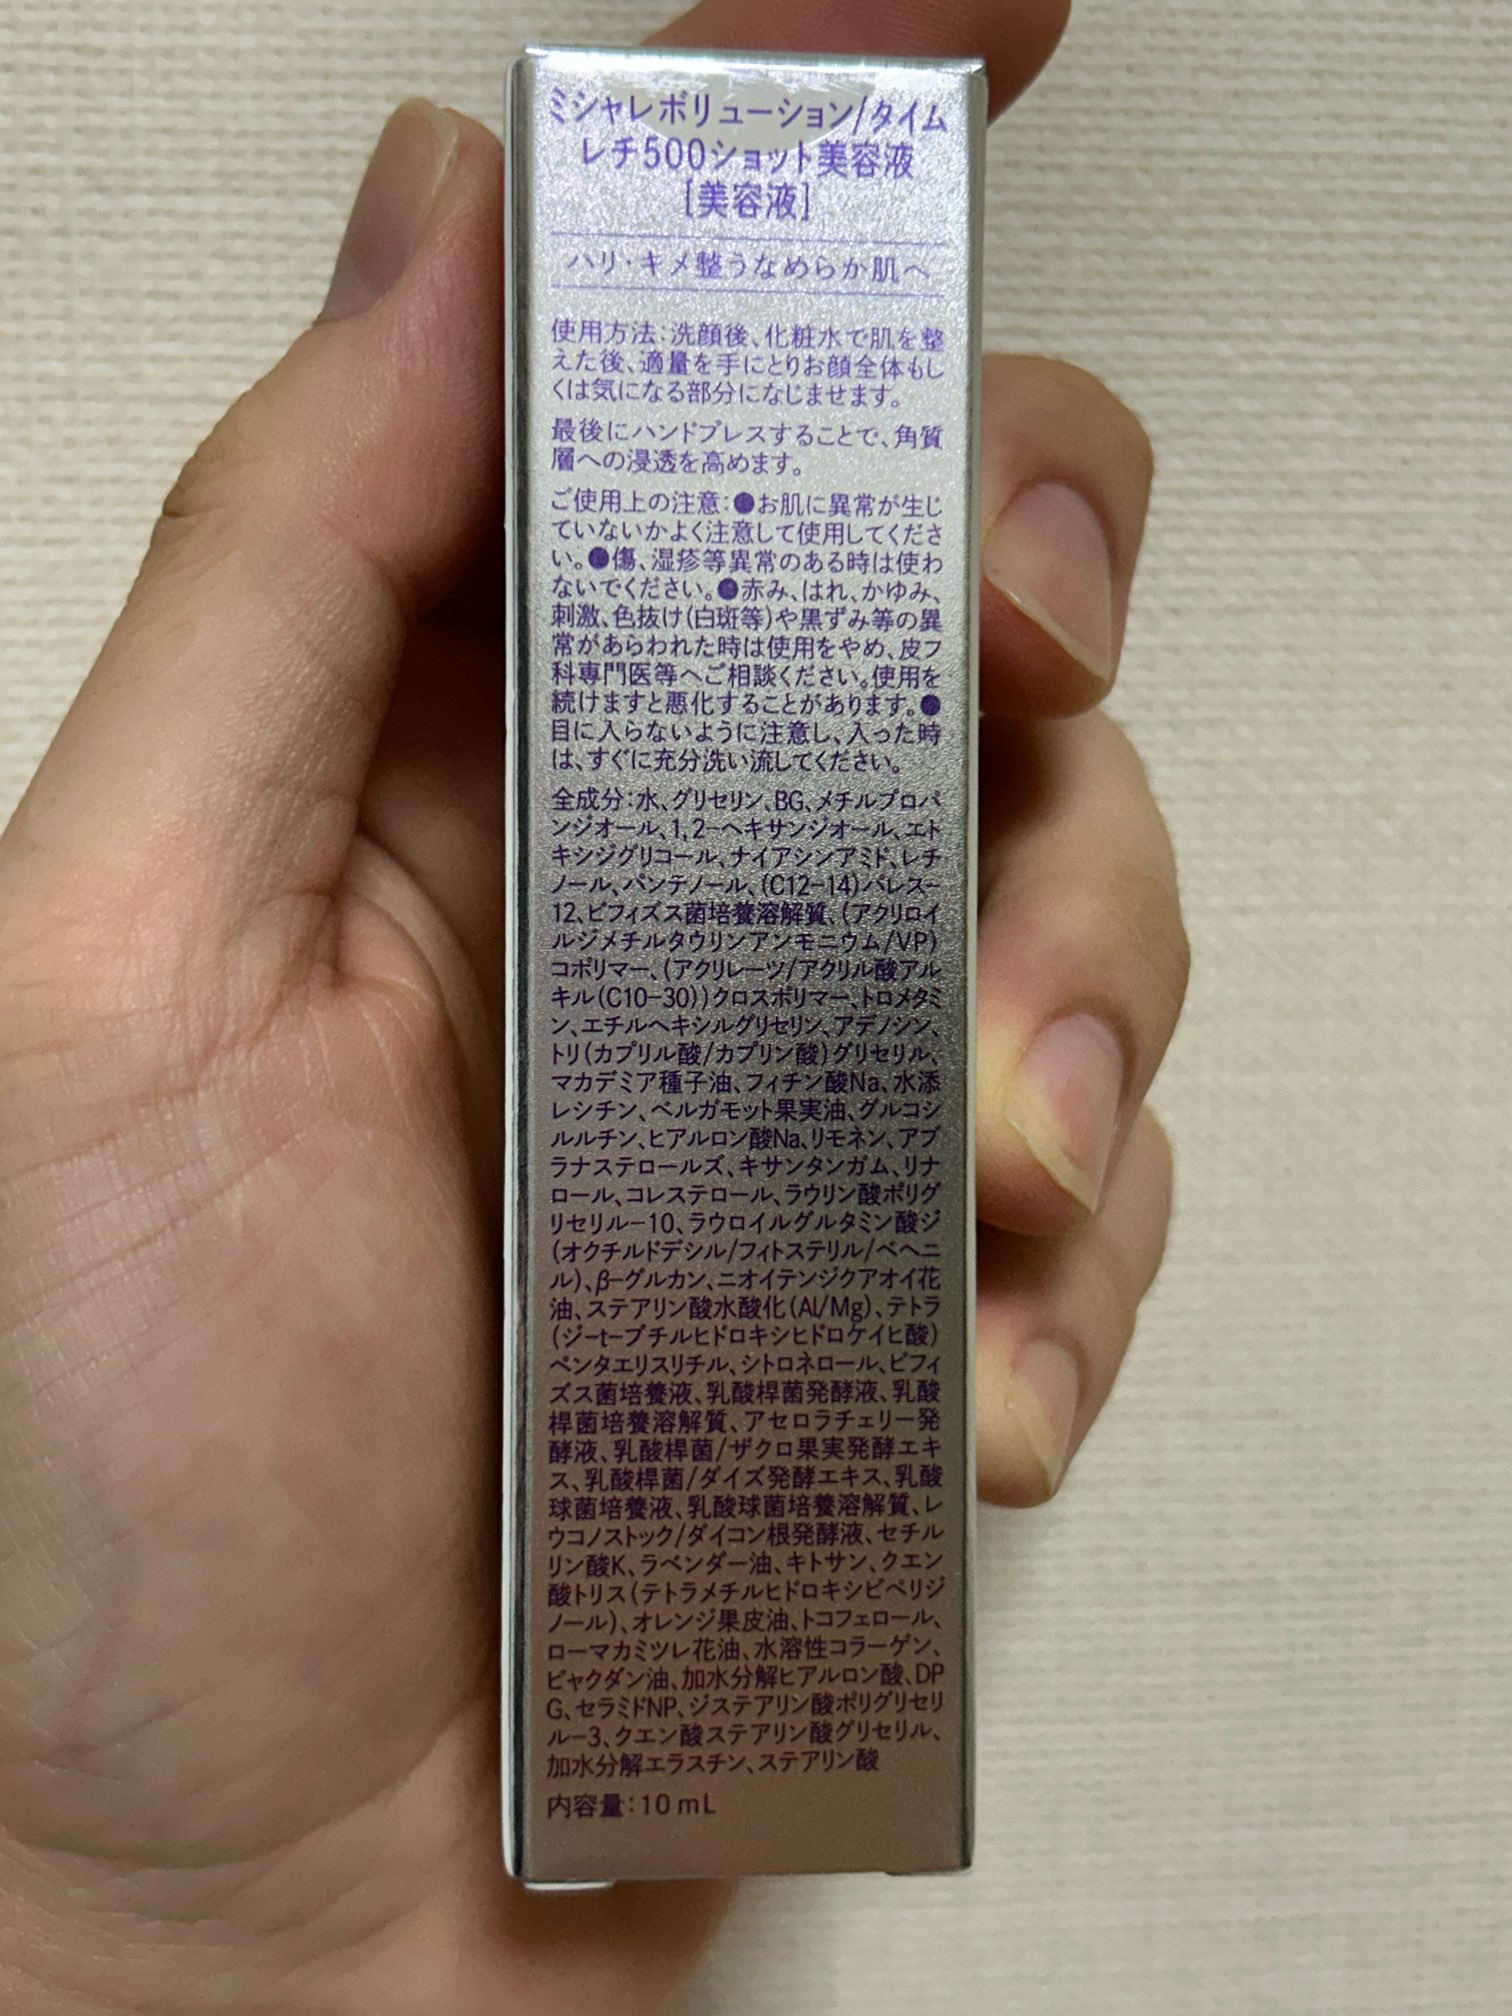 ミシャレボリューション/タイム
レチ500ショット美容液
[美容液]
ハリ・キメ整うなめらか肌へ
使用方法:洗顔後、化粧水で肌を整
えた後、適量を手にとりお顔全体もし
くは気になる部分になじませます。
最後にハンドプレスすることで、角質
層への浸透を高めます。
ご使用上の注意:●お肌に異常が生じ
ていないかよく注意して使用してくださ
い。●傷、湿疹等異常のある時は使わ
ないでください。●赤み、はれ、かゆみ、
刺激、色抜け(白斑等)や黒ずみ等の異
常があらわれた時は使用をやめ、皮フ
科専門医等へご相談ください。使用を
続けますと悪化することがあります。●
目に入らないように注意し、入った時
は、すぐに充分洗い流してください。
全成分:水、グリセリン、BG、メチルプロパ
ンジオール、1,2-ヘキサンジオール、エト
キシジグリコール、ナイアシンアミド、レチ
ノール、パンテノール、(C12-14)パレス-
12、ビフィズス菌培養溶解質、(アクリロイ
ルジメチルタウリンアンモニウム/VP)
コポリマー、(アクリレーツ/アクリル酸アル
キル(C10-30))クロスポリマー、トロメタミ
ン、エチルヘキシルグリセリン、アデノシン、
トリ(カプリル酸/カプリン酸)グリセリル、
マカデミア種子油、フィチン酸Na、水添
レシチン、ベルガモット果実油、グルコシ
ルルチン、ヒアルロン酸Na、リモネン、アブ
ラナステロールズ、キサンタンガム、リナ
ロール、コレステロール、ラウリン酸ポリグ
リセリル-10、ラウロイルグルタミン酸ジ
(オクチルドデシル/フィトステリル/ベヘニ
ル)、β-グルカン、ニオイテンジクアオイ花
油、ステアリン酸水酸化(Al/Mg)、テトラ
(ジ-t-ブチルヒドロキシヒドロケイヒ酸)
ペンタエリスリチル、シトロネロール、ビフィ
ズス菌培養液、乳酸桿菌発酵液、乳酸
桿菌培養溶解質、アセロラチェリー発
酵液、乳酸桿菌/ザクロ果実発酵エキ
ス、乳酸桿菌/ダイズ発酵エキス、乳酸
球菌培養液、乳酸球菌培養溶解質、レ
ウコノストック/ダイコン根発酵液、セチル
リン酸K、ラベンダー油、キトサン、クエン
酸トリス(テトラメチルヒドロキシピペリジ
ノール)、オレンジ果皮油、トコフェロール、
ローマカミツレ花油、水溶性コラーゲン、
ビャクダン油、加水分解ヒアルロン酸、DP
G、セラミドNP、ジステアリン酸ポリグリセリ
ル-3、クエン酸ステアリン酸グリセリル、
加水分解エラスチン、ステアリン酸
内容量:10 mL